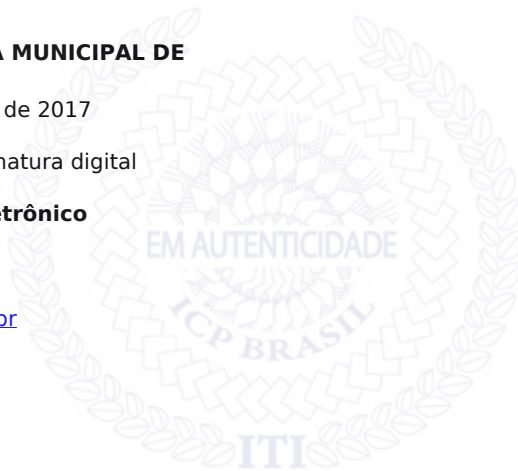 A MUNICIPAL DE
de 2017
natura digital
etrônico
EM AUTENTICIDADE
or
ICP BRASIL
ITI